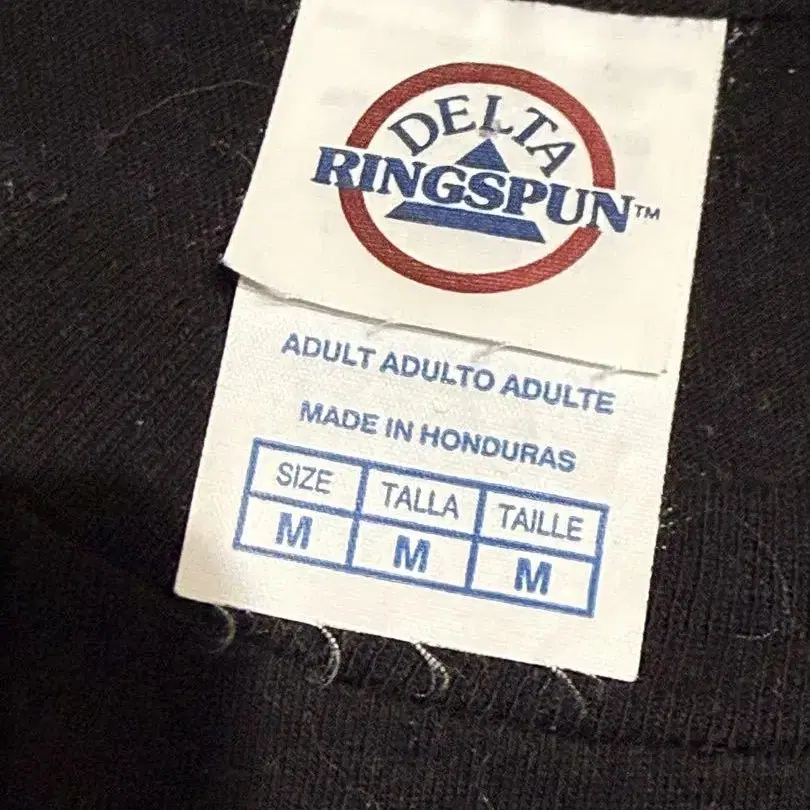 DELTA
RINGSPUN™
ADULT ADULTO ADULTE
MADE IN HONDURAS
SIZE TALLA TAILLE
M M M